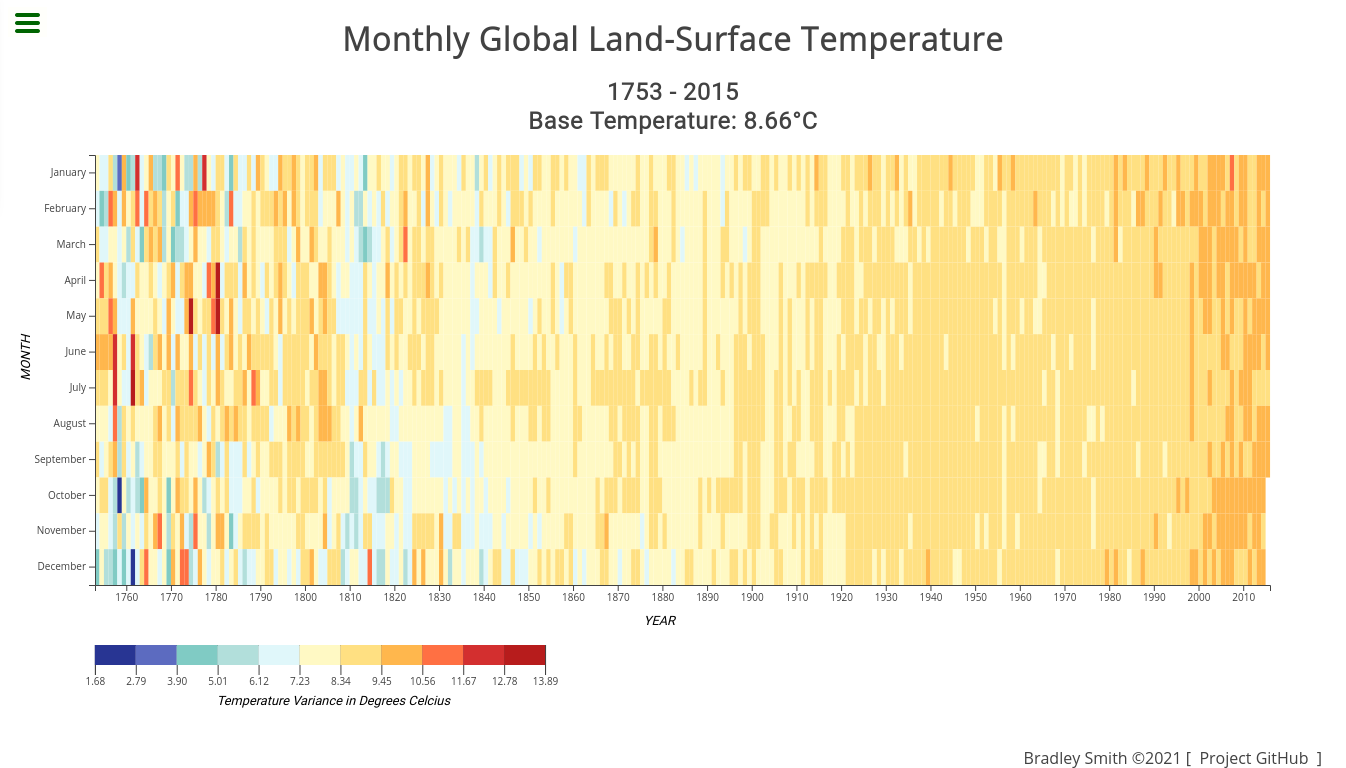 Monthly Global Land-Surface Temperature
1753 - 2015
Base Temperature: 8.66°C
MONTH
January
February
March
April
May
June
July
August
September
October
November
December
1760 1770 1780 1790 1800 1810 1820 1830 1840 1850 1860 1870 1880 1890 1900 1910 1920 1930 1940 1950 1960 1970 1980 1990 2000 2010
YEAR
1.68 2.79 3.90 5.01 6.12 7.23 8.34 9.45 10.56 11.67 12.78 13.89
Temperature Variance in Degrees Celcius
Bradley Smith ©2021 [ Project GitHub ]